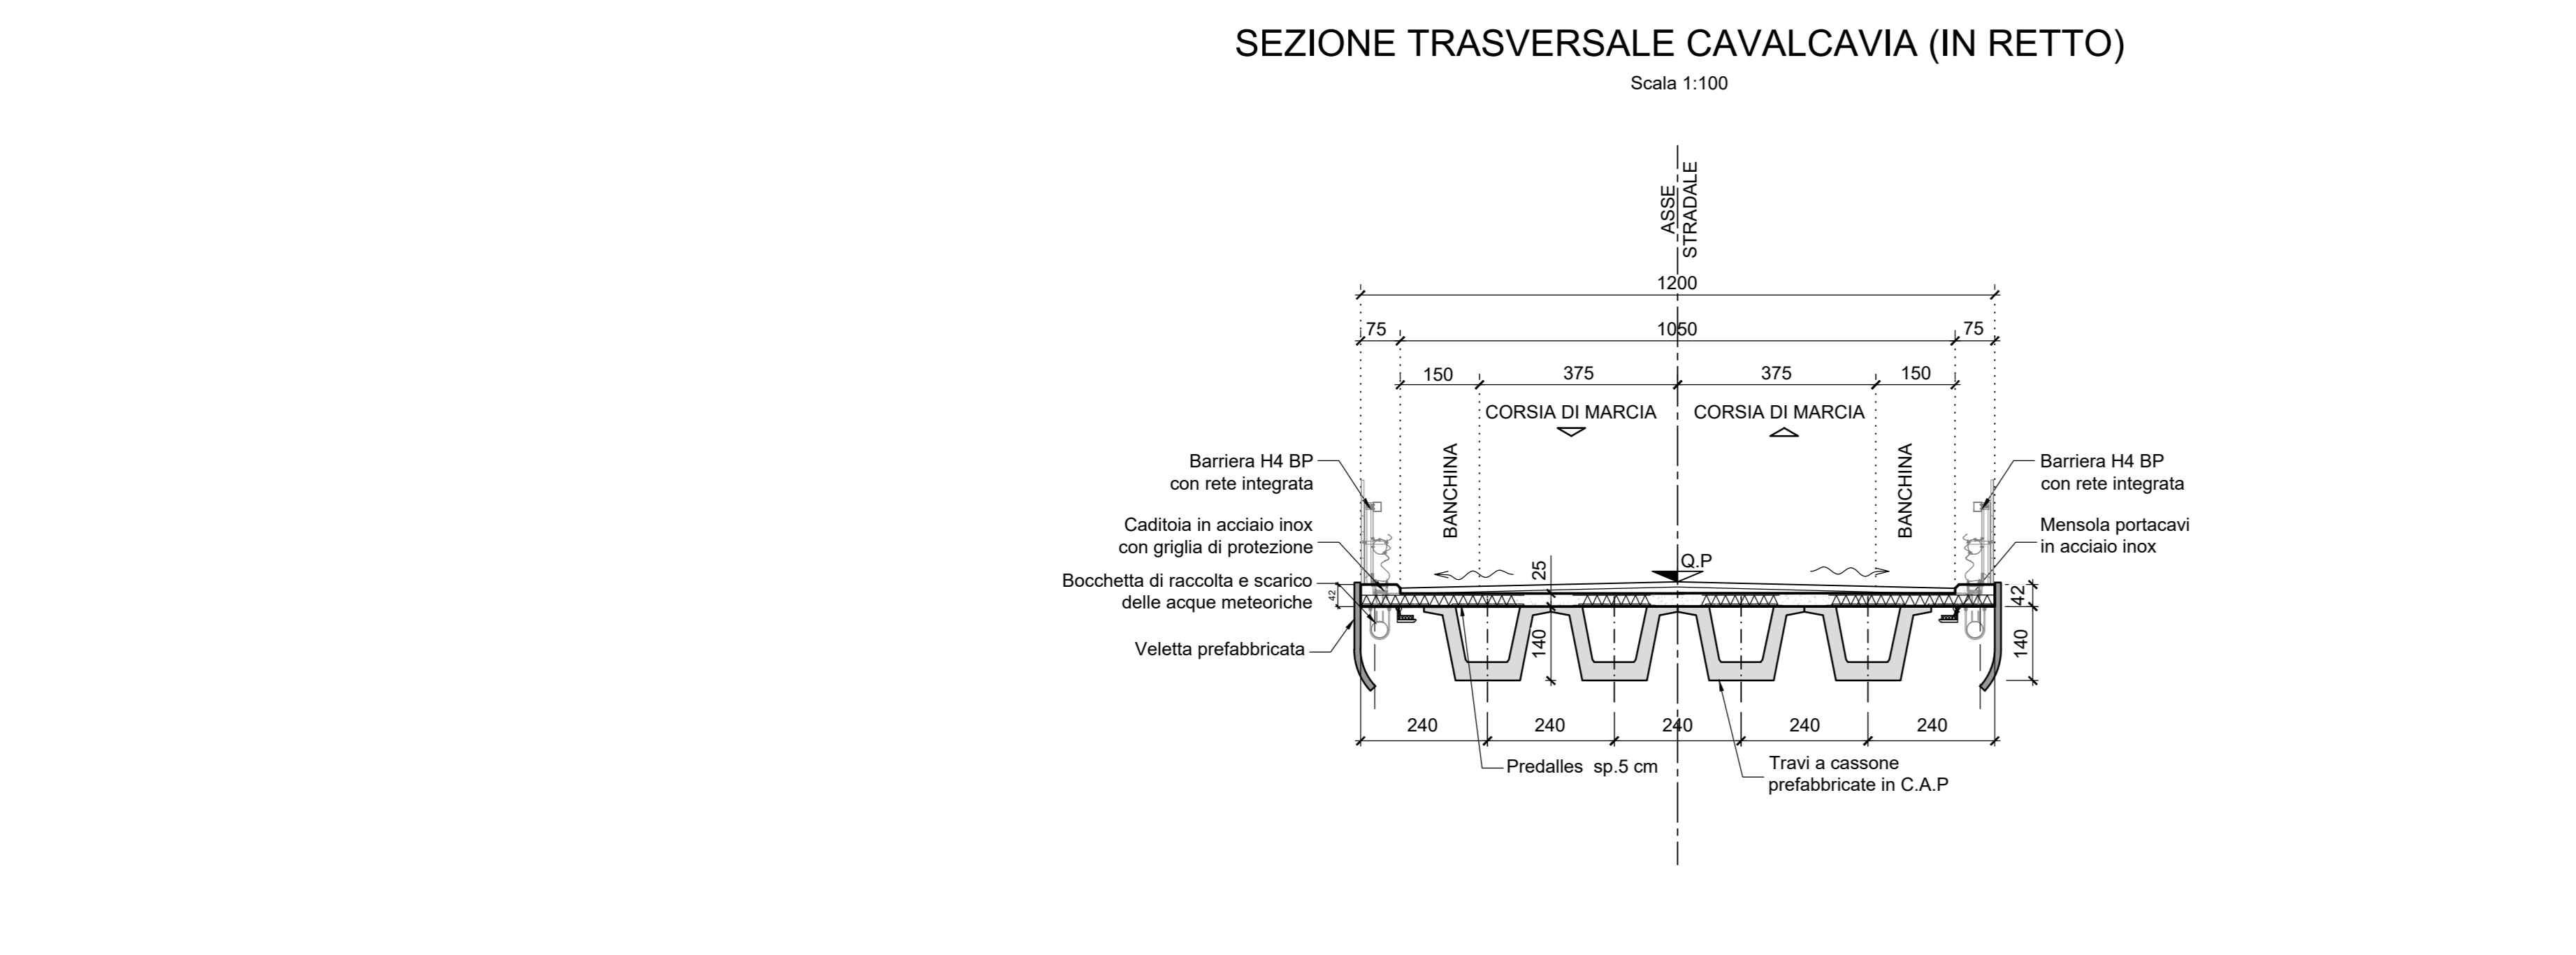 SEZIONE TRASVERSALE CAVALCAVIA (IN RETTO)
Scala 1:100
ASSE
STRADALE
1200
75
1050
75
150
375
375
150
CORSIA DI MARCIA
CORSIA DI MARCIA
BANCHINA
BANCHINA
Barriera H4 BP
con rete integrata
Barriera H4 BP
con rete integrata
Caditoia in acciaio inox
con griglia di protezione
Mensola portacavi
in acciaio inox
Q.P
25
Bocchetta di raccolta e scarico
delle acque meteoriche
42
42
140
140
Veletta prefabbricata
240
240
240
240
240
Predalles sp.5 cm
Travi a cassone
prefabbricate in C.A.P